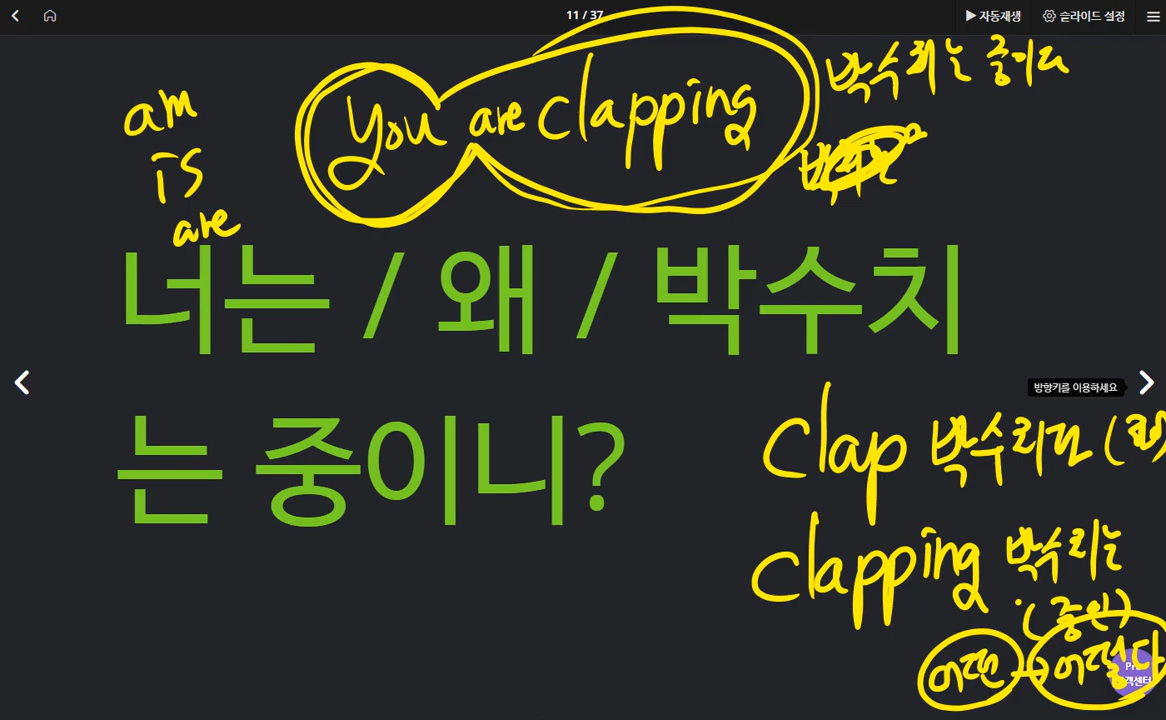 11 / 37
자동재생
슬라이드 설정
You are clapping
박수치는 중이다
am
is
are
너는 / 왜 / 박수치
는 중이니?
방향키를 이용하세요
clap 박수치다
clapping 박수치는
(중인)
어떤 → 어떻다